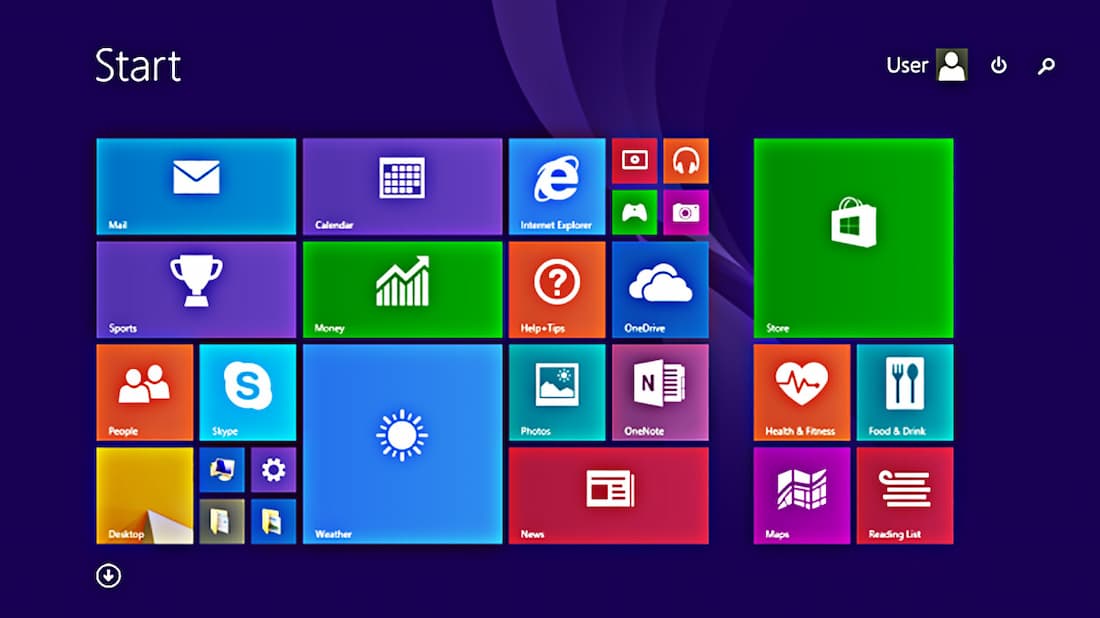 Start
User
Mail
Calendar
Internet Explorer
Sports
Money
Help+Tips
OneDrive
Store
People
S
Skype
Photos
N
OneNote
Health & Fitness
Food & Drink
Desktop
Weather
News
Maps
Reading List